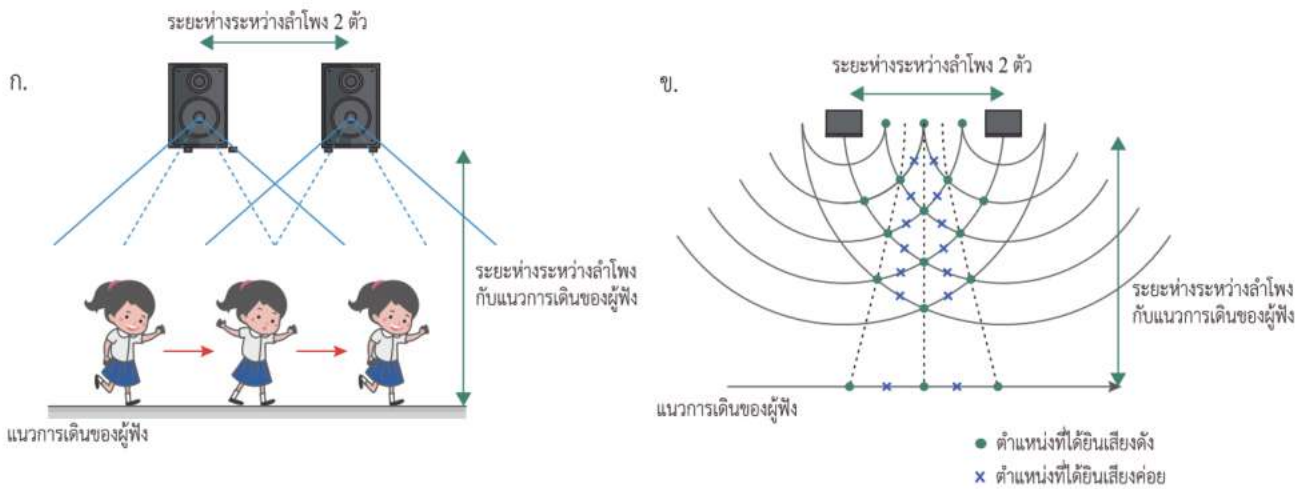 ก.
ระยะห่างระหว่างลำโพง 2 ตัว
ระยะห่างระหว่างลำโพง
กับแนวการเดินของผู้ฟัง
แนวการเดินของผู้ฟัง
ข.
ระยะห่างระหว่างลำโพง 2 ตัว
ระยะห่างระหว่างลำโพง
กับแนวการเดินของผู้ฟัง
แนวการเดินของผู้ฟัง
ตำแหน่งที่ได้ยินเสียงดัง
ตำแหน่งที่ได้ยินเสียงค่อย